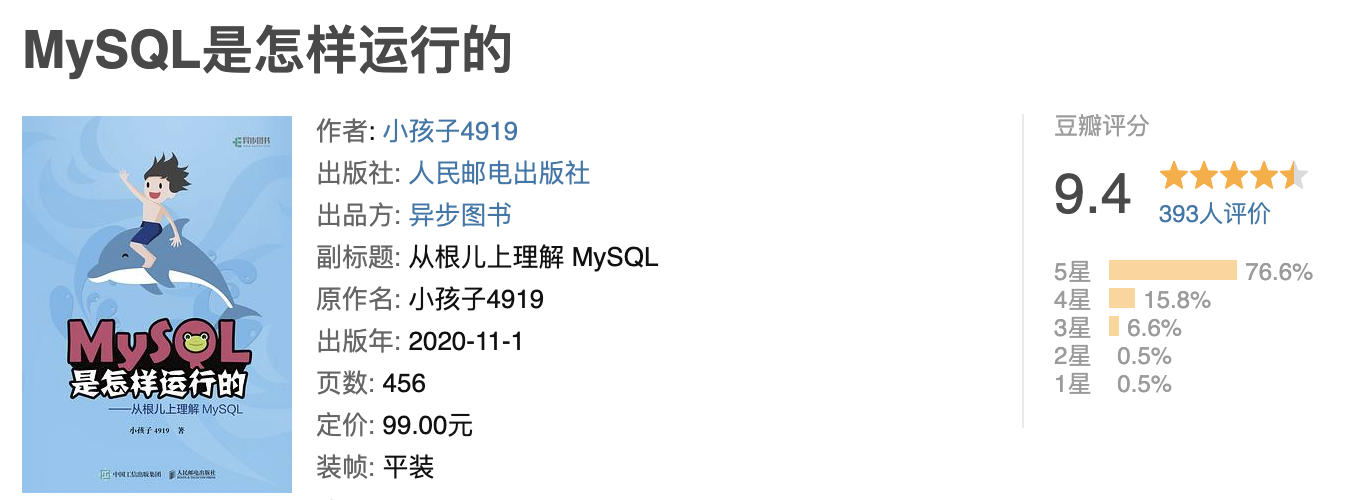 MySQL是怎样运行的
异步图书
MySQL
是怎样运行的
——从根儿上理解 MySQL
小孩子 4919 著
中国工信出版集团 人民邮电出版社
作者: 小孩子4919
出版社: 人民邮电出版社
出品方: 异步图书
副标题: 从根儿上理解 MySQL
原作名: 小孩子4919
出版年: 2020-11-1
页数: 456
定价: 99.00元
装帧: 平装
豆瓣评分
9.4
393人评价
5星 76.6%
4星 15.8%
3星 6.6%
2星 0.5%
1星 0.5%